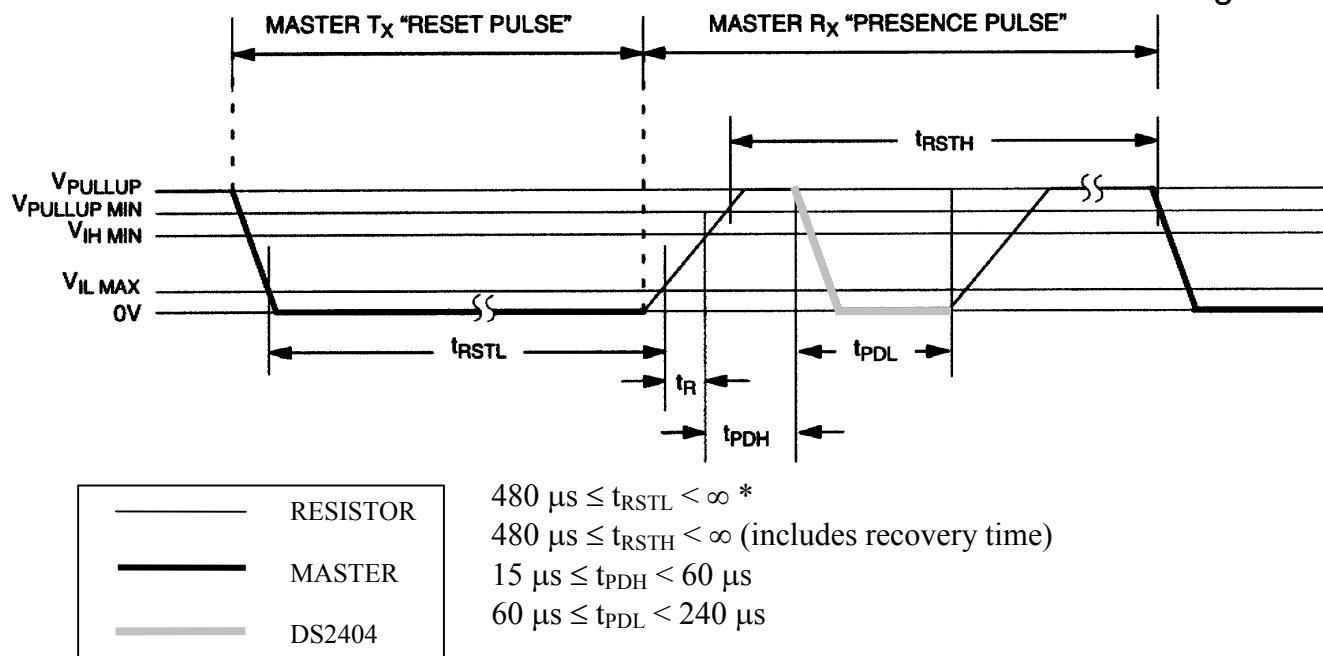 g
MASTER TX "RESET PULSE"
MASTER RX "PRESENCE PULSE"
tRSTH
VPULLUP
VPULLUP MIN
VIH MIN
VIL MAX
0V
tRSTL
tPDL
tR
tPDH
RESISTOR
MASTER
DS2404
480 μs ≤ tRSTL < ∞ *
480 μs ≤ tRSTH < ∞ (includes recovery time)
15 μs ≤ tPDH < 60 μs
60 μs ≤ tPDL < 240 μs